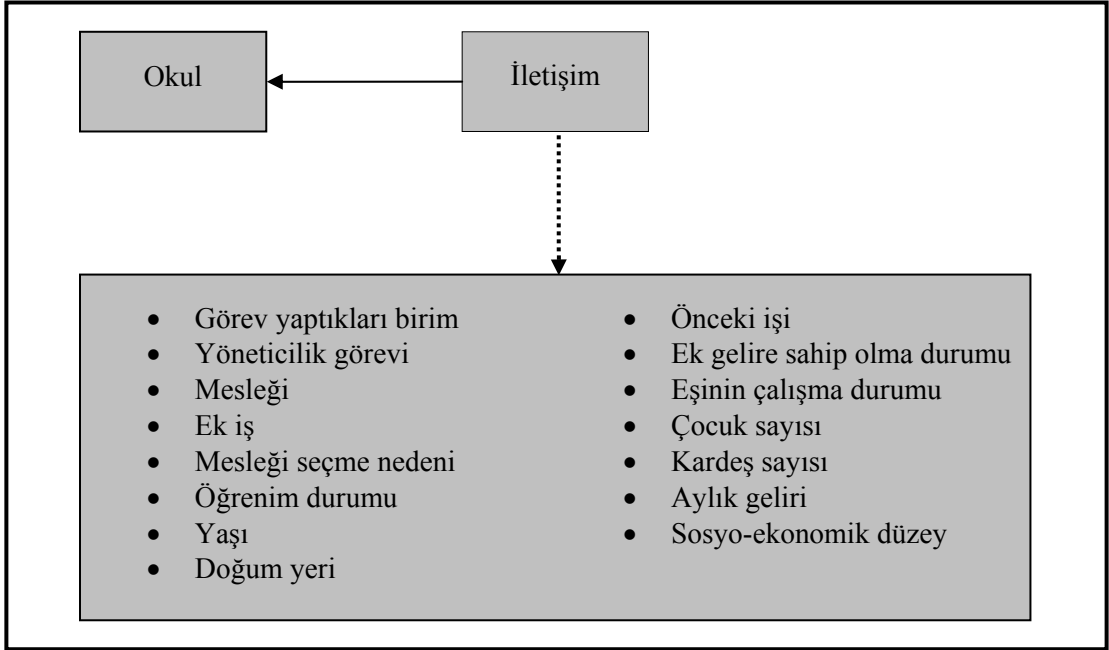 Okul
İletişim
• Görev yaptıkları birim
• Yöneticilik görevi
• Mesleği
• Ek iş
• Mesleği seçme nedeni
• Öğrenim durumu
• Yaşı
• Doğum yeri
• Önceki işi
• Ek gelire sahip olma durumu
• Eşinin çalışma durumu
• Çocuk sayısı
• Kardeş sayısı
• Aylık geliri
• Sosyo-ekonomik düzey